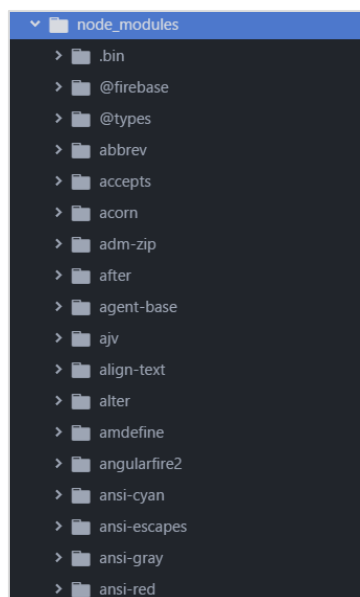 node_modules
.bin
@firebase
@types
abbrev
accepts
acorn
adm-zip
after
agent-base
ajv
align-text
alter
amdefine
angularfire2
ansi-cyan
ansi-escapes
ansi-gray
ansi-red